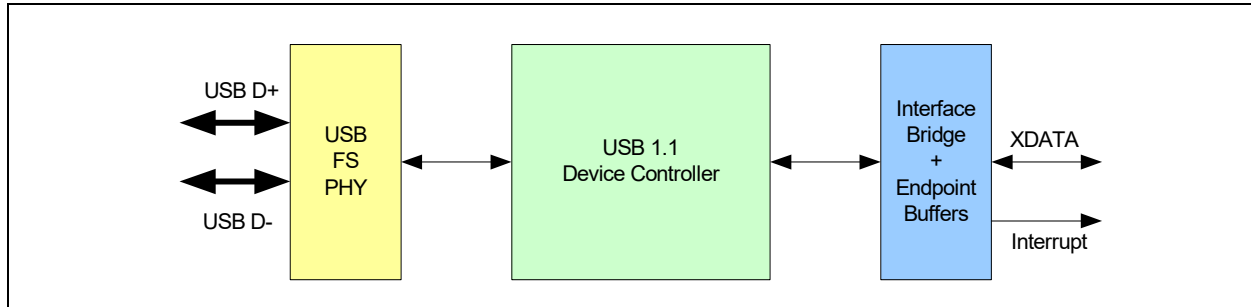 USB D+
USB D-
USB
FS
PHY
USB 1.1
Device Controller
Interface
Bridge
+
Endpoint
Buffers
XDATA
Interrupt